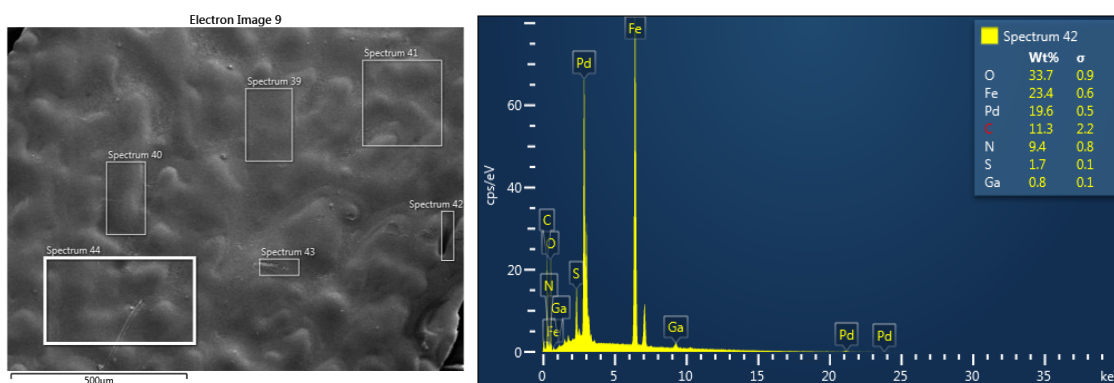 Electron Image 9
Spectrum 41
Spectrum 39
Spectrum 40
Spectrum 42
Spectrum 43
Spectrum 44
500µm
Spectrum 42
Wt% σ
O 33.7 0.9
Fe 23.4 0.6
Pd 19.6 0.5
C 11.3 2.2
N 9.4 0.8
S 1.7 0.1
Ga 0.8 0.1
Fe
Pd
C
O
S
N
Ga
Fe
Ga
Pd Pd
cps/eV
60
40
20
0
0 5 10 15 20 25 30 35 ke